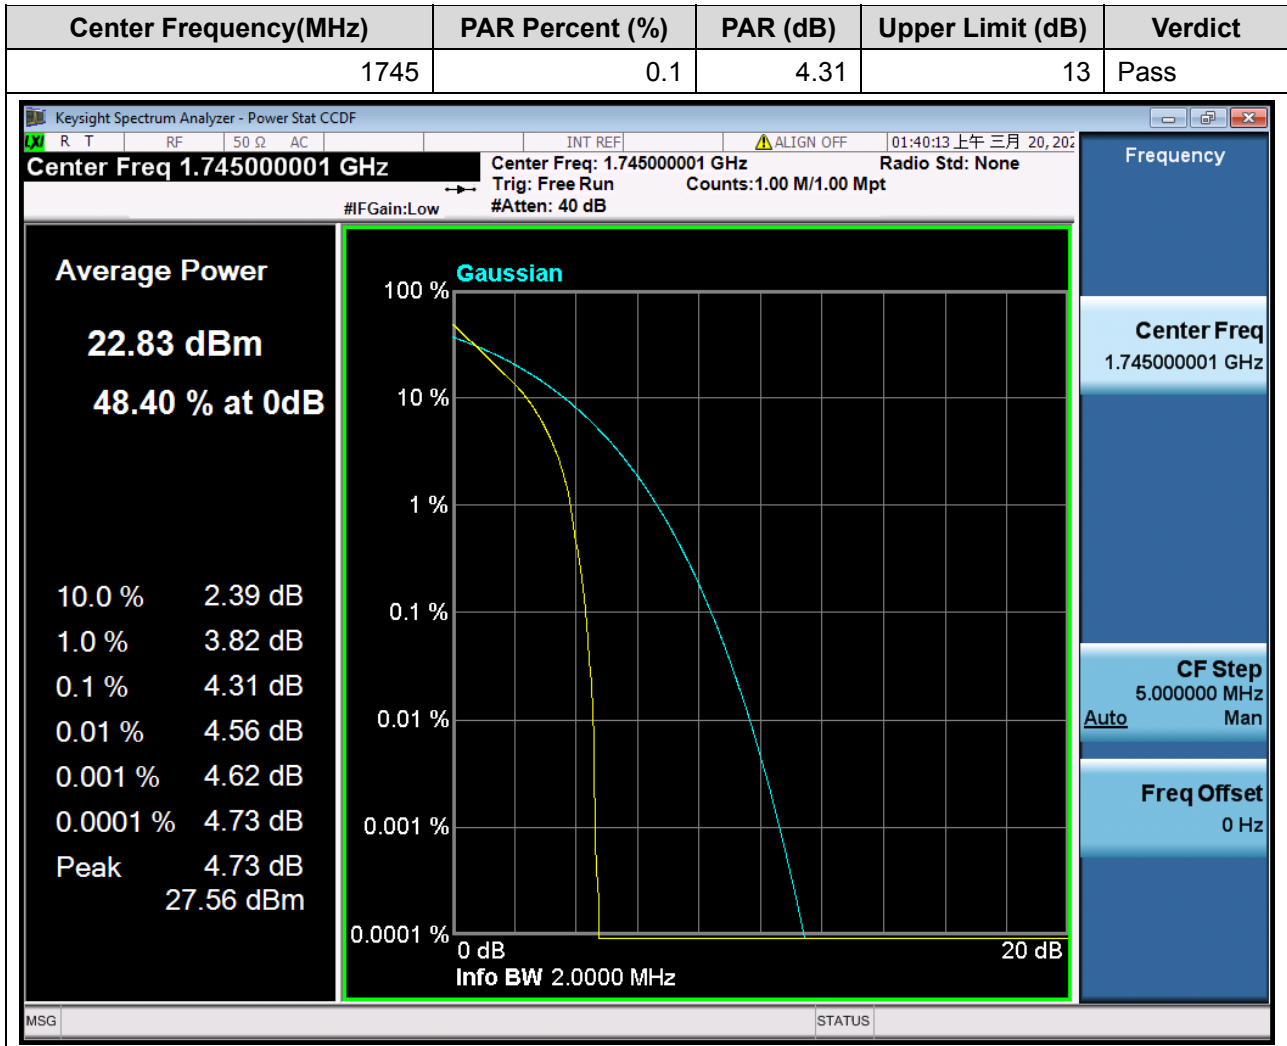 Center Frequency(MHz) PAR Percent (%) PAR (dB) Upper Limit (dB) Verdict
1745 0.1 4.31 13 Pass
Keysight Spectrum Analyzer - Power Stat CCDF
LXI R T RF 50 Ω AC INT REF ALIGN OFF 01:40:13 上午 三月 20, 202
Center Freq 1.745000001 GHz
Center Freq: 1.745000001 GHz Radio Std: None
Trig: Free Run Counts:1.00 M/1.00 Mpt
#IFGain:Low #Atten: 40 dB
Average Power
22.83 dBm
48.40 % at 0dB
10.0 % 2.39 dB
1.0 % 3.82 dB
0.1 % 4.31 dB
0.01 % 4.56 dB
0.001 % 4.62 dB
0.0001 % 4.73 dB
Peak 4.73 dB
27.56 dBm
Gaussian
100 %
10 %
1 %
0.1 %
0.01 %
0.001 %
0.0001 %
0 dB 20 dB
Info BW 2.0000 MHz
Frequency
Center Freq
1.745000001 GHz
CF Step
5.000000 MHz
Auto Man
Freq Offset
0 Hz
MSG STATUS